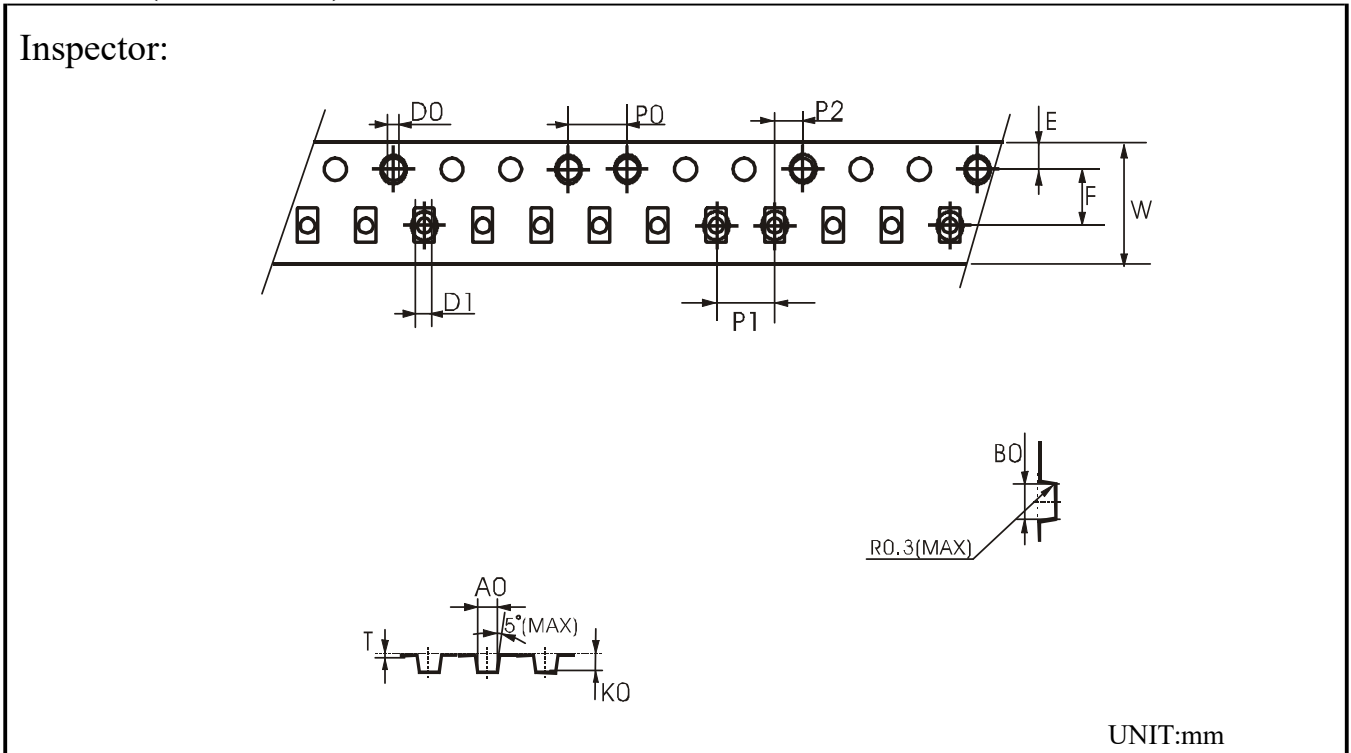 Inspector:
D0
P0
P2
E
F
W
D1
P1
B0
R0.3(MAX)
A0
5°(MAX)
T
K0
UNIT:mm